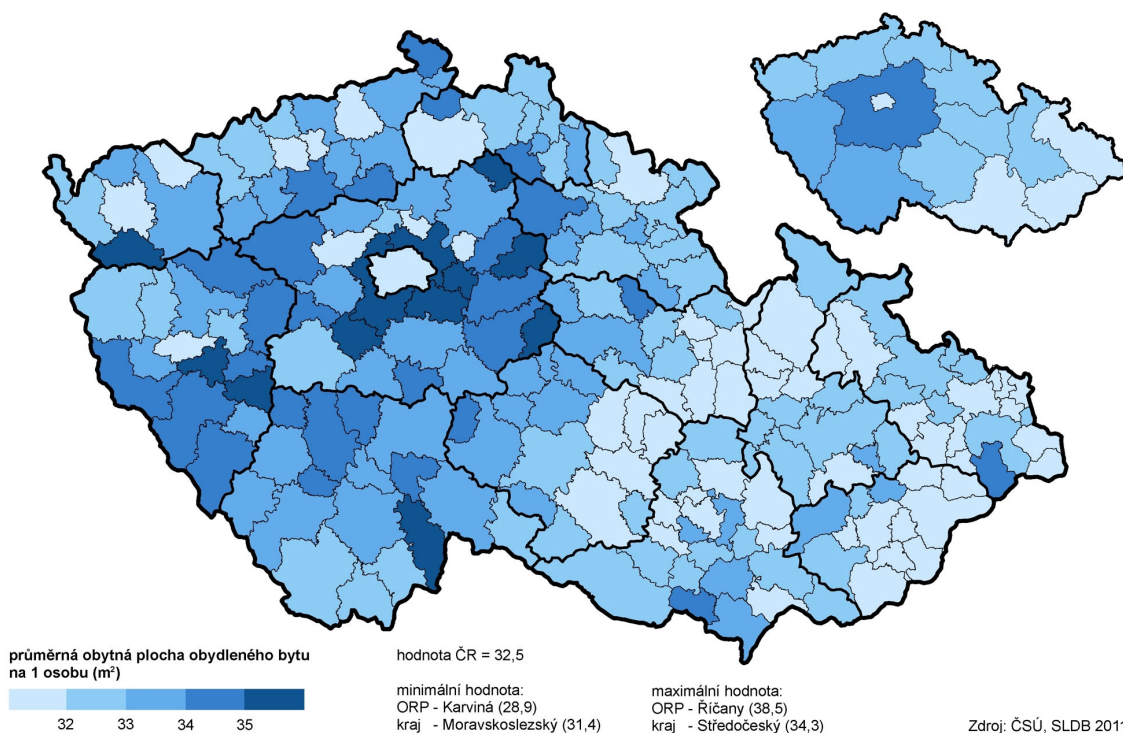 průměrná obytná plocha obydleného bytu
na 1 osobu (m²)
32 33 34 35
hodnota ČR = 32,5
minimální hodnota:
ORP - Karviná (28,9)
kraj - Moravskoslezský (31,4)
maximální hodnota:
ORP - Říčany (38,5)
kraj - Středočeský (34,3)
Zdroj: ČSÚ, SLDB 2011